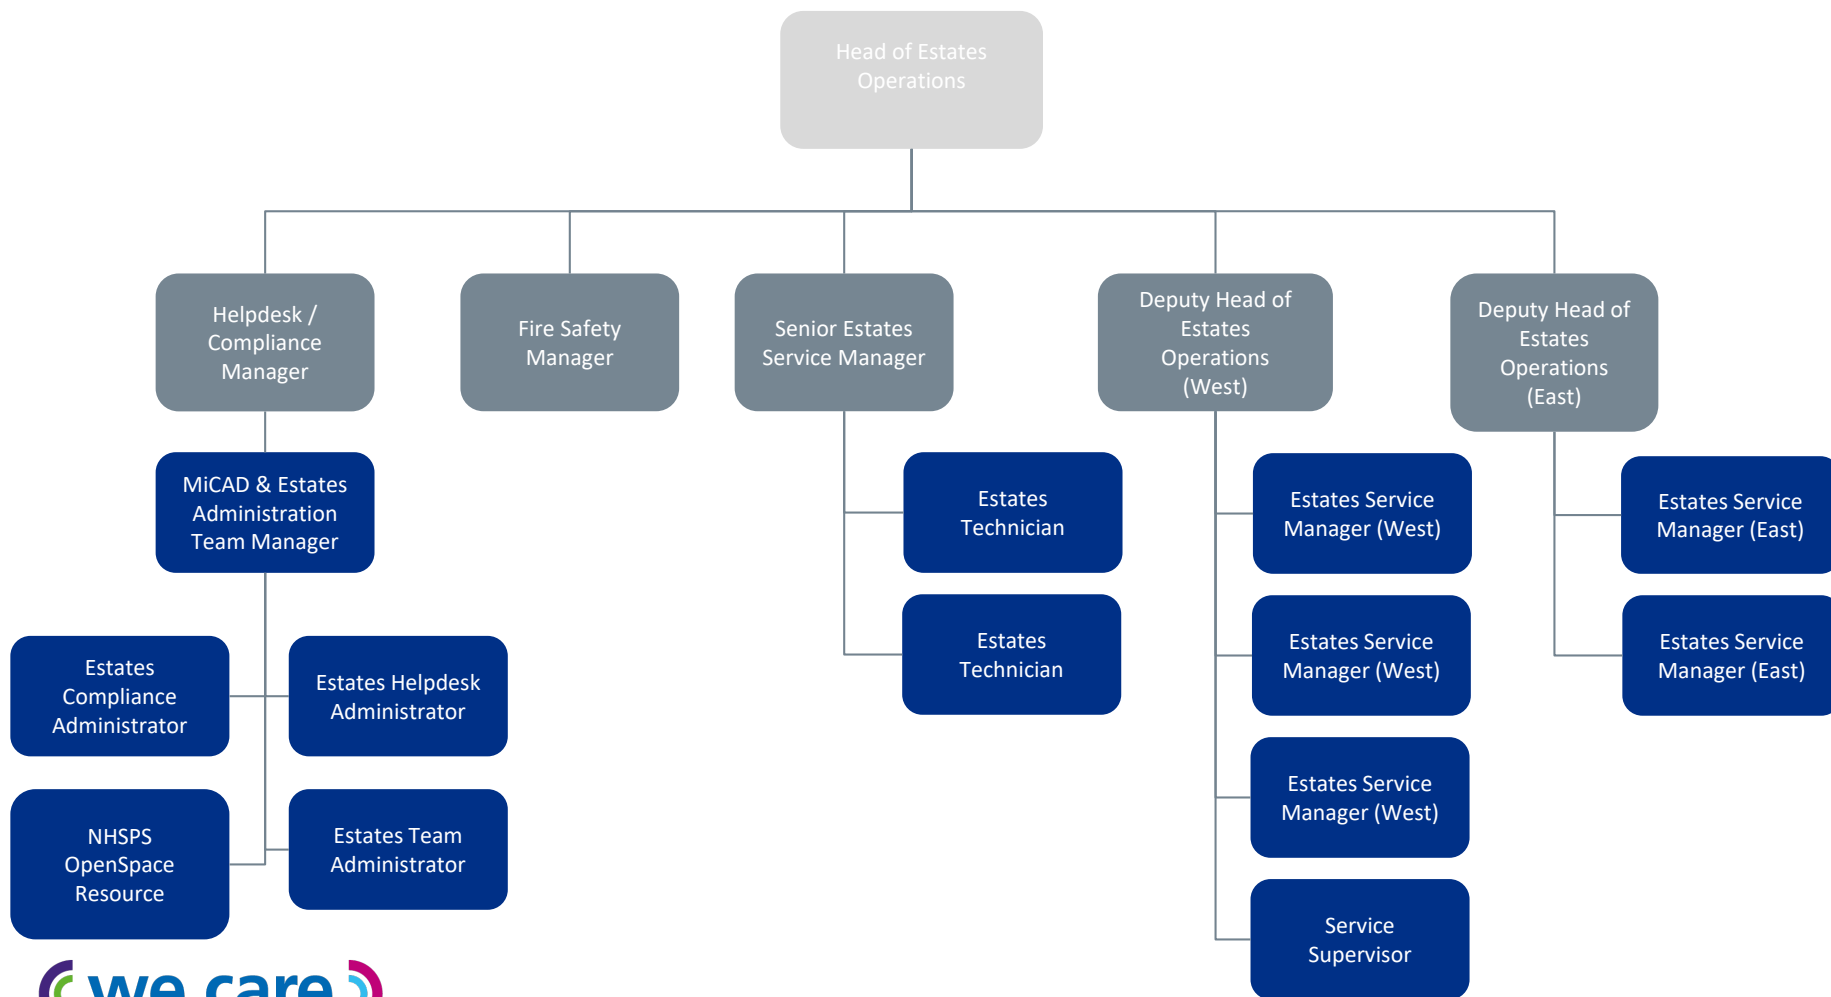 Head of Estates
Operations
Helpdesk /
Compliance
Manager
Fire Safety
Manager
Senior Estates
Service Manager
Deputy Head of
Estates
Operations
(West)
Deputy Head of
Estates
Operations
(East)
MiCAD & Estates
Administration
Team Manager
Estates
Compliance
Administrator
Estates Helpdesk
Administrator
NHSPS
OpenSpace
Resource
Estates Team
Administrator
Estates
Technician
Estates
Technician
Estates Service
Manager (West)
Estates Service
Manager (West)
Estates Service
Manager (West)
Service
Supervisor
Estates Service
Manager (East)
Estates Service
Manager (East)
we care